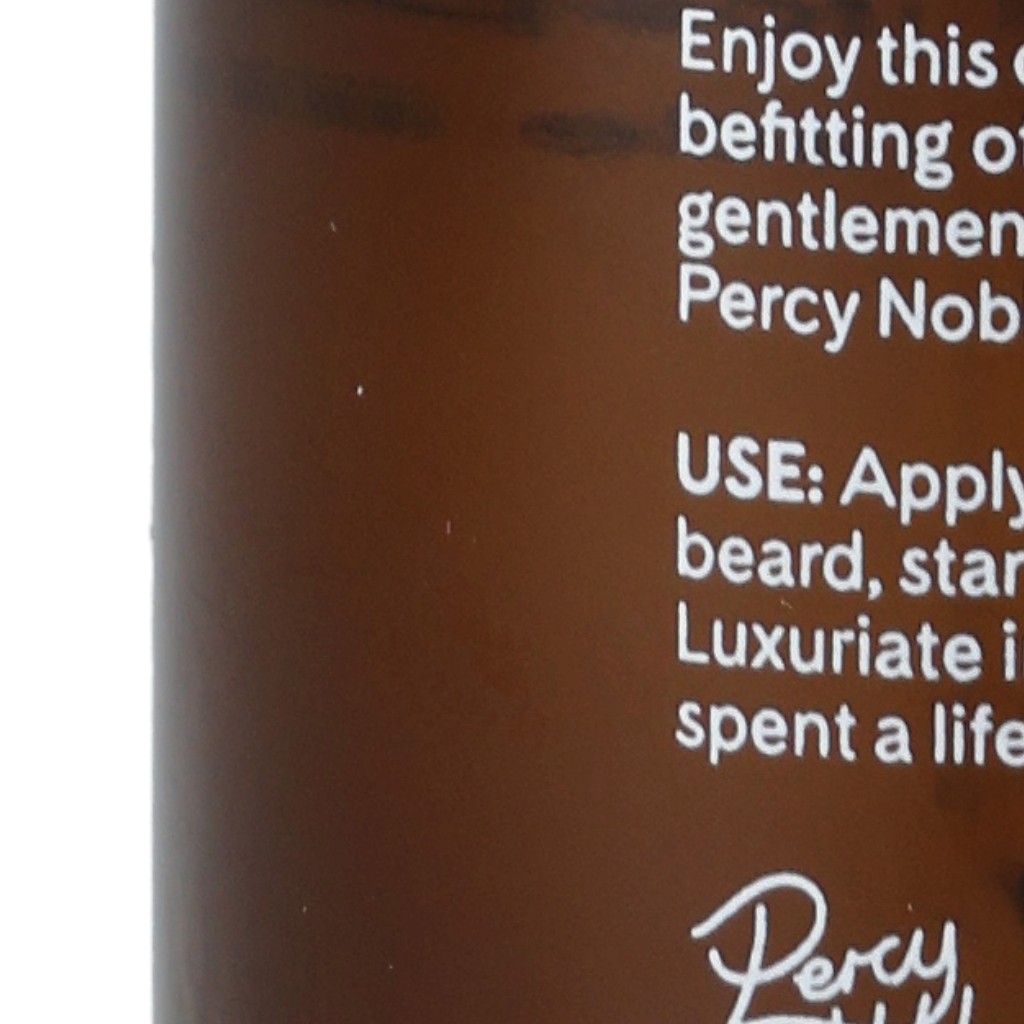 Enjoy this
befitting of
gentlemen
Percy Nob
USE: Apply
beard, star
Luxuriate i
spent a life
Percy